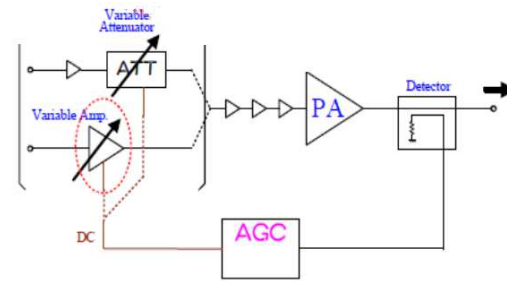 Variable
Attenuator
ATT
Variable Amp.
PA
Detector
DC
AGC